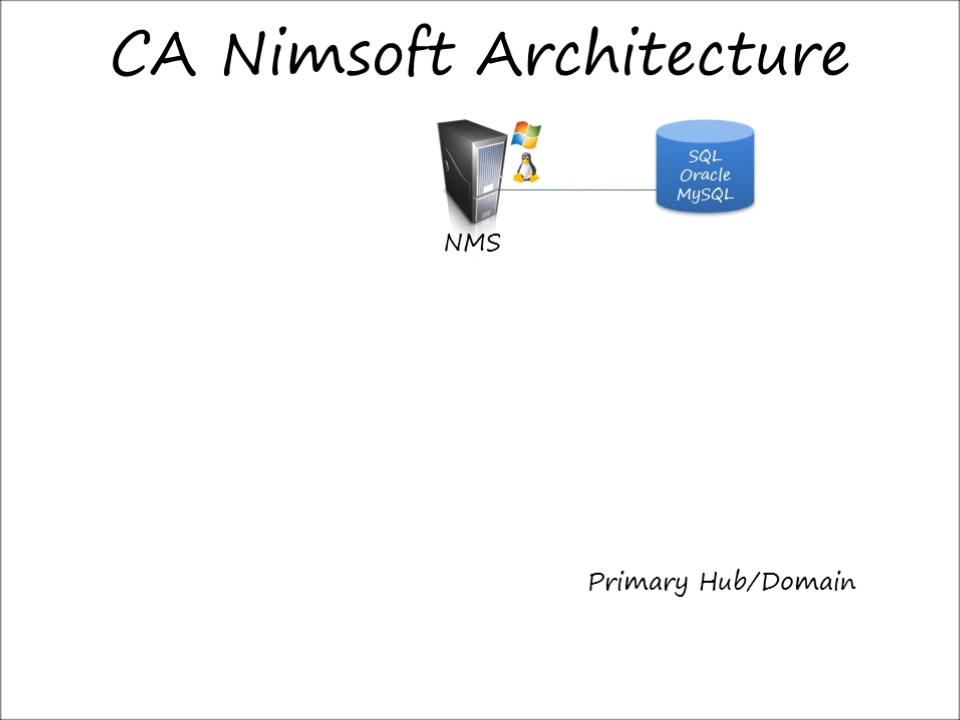 CA Nimsoft Architecture
SQL
Oracle
MySQL
NMS
Primary Hub/Domain